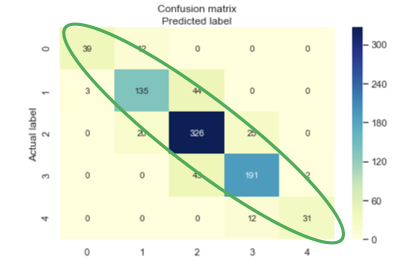 Confusion matrix
Predicted label
0 39 12 0 0 0
1 3 135 44 0 0
2 0 20 326 25 0
3 0 0 191 2
4 0 0 0 12 31
0 1 2 3 4
Actual label
300
240
180
120
60
0